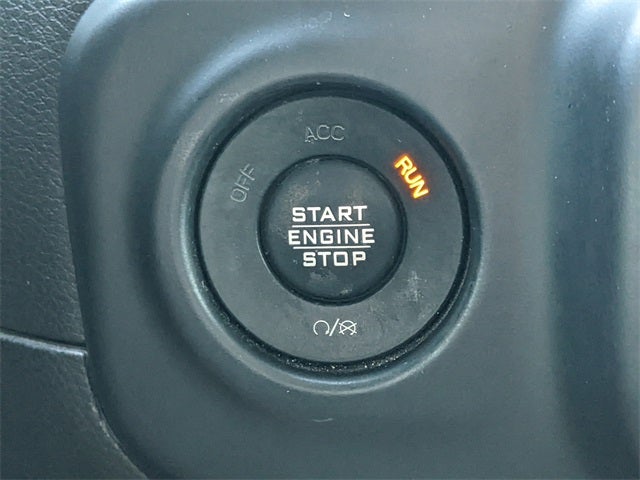 ACC
OFF
RUN
START
ENGINE
STOP